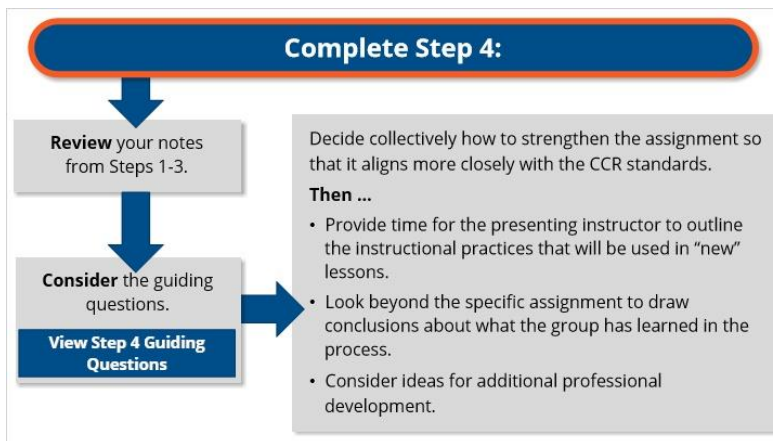 Complete Step 4:
Review your notes
from Steps 1-3.
Consider the guiding
questions.
View Step 4 Guiding
Questions
Decide collectively how to strengthen the assignment so
that it aligns more closely with the CCR standards.
Then ...
• Provide time for the presenting instructor to outline
the instructional practices that will be used in “new”
lessons.
• Look beyond the specific assignment to draw
conclusions about what the group has learned in the
process.
• Consider ideas for additional professional
development.